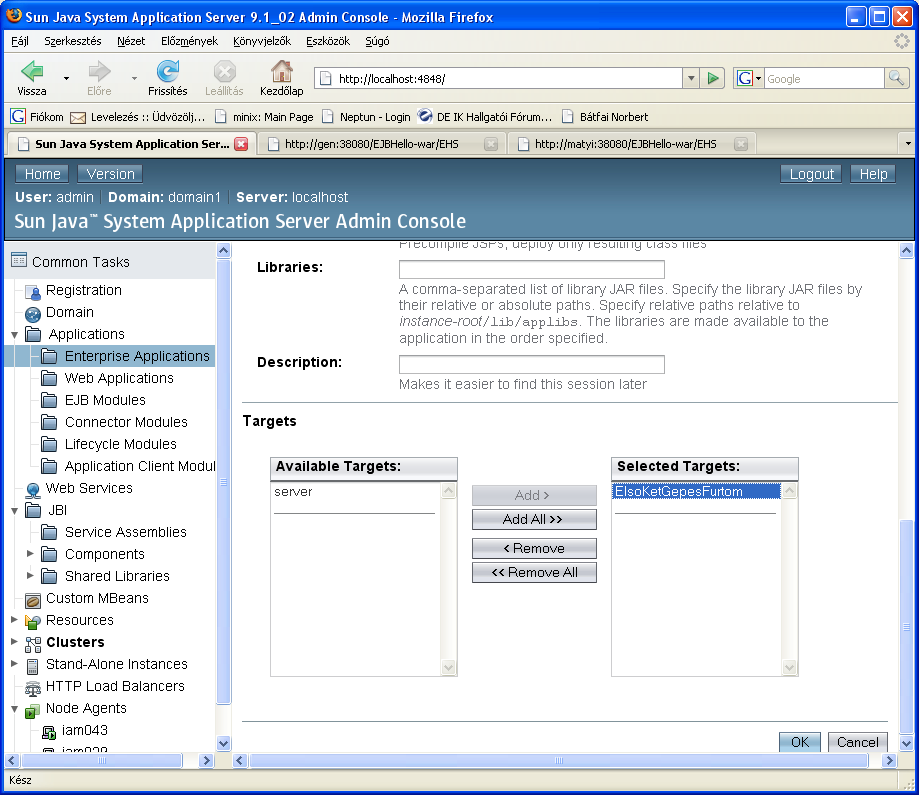 Sun Java System Application Server 9.1_02 Admin Console - Mozilla Firefox
Fájl Szerkesztés Nézet Előzmények Könyvjelzők Eszközök Súgó
Vissza Előre Frissítés Leállítás Kezdőlap http://localhost:4848/ G Google
G Fiókom Levelezés :: Üdvözölj... minix: Main Page Neptun - Login DE IK Hallgatói Fórum... Bátfai Norbert
Sun Java System Application Ser... http://gen:38080/EJBHello-war/EHS http://matyi:38080/EJBHello-war/EHS
Home Version Logout Help
User: admin Domain: domain1 Server: localhost
Sun Java™ System Application Server Admin Console
Common Tasks
Registration
Domain
Applications
Enterprise Applications
Web Applications
EJB Modules
Connector Modules
Lifecycle Modules
Application Client Modul
Web Services
JBI
Service Assemblies
Components
Shared Libraries
Custom MBeans
Resources
Clusters
Stand-Alone Instances
HTTP Load Balancers
Node Agents
iam043
iam029
Precompile JSPs, deploy only resulting class files
Libraries:
A comma-separated list of library JAR files. Specify the library JAR files by
their relative or absolute paths. Specify relative paths relative to
instance-root/lib/applibs. The libraries are made available to the
application in the order specified.
Description:
Makes it easier to find this session later
Targets
Available Targets:
server
Add >
Add All >>
< Remove
<< Remove All
Selected Targets:
ElsoKetGepesFurtom
OK Cancel
Kész